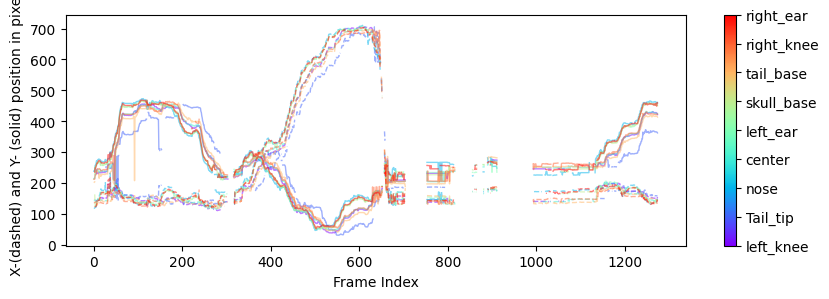 X-(dashed) and Y- (solid) position in pixe
700
600
500
400
300
200
100
0
0
200
400
600
800
1000
1200
Frame Index
right_ear
right_knee
tail_base
skull_base
left_ear
center
nose
Tail_tip
left_knee